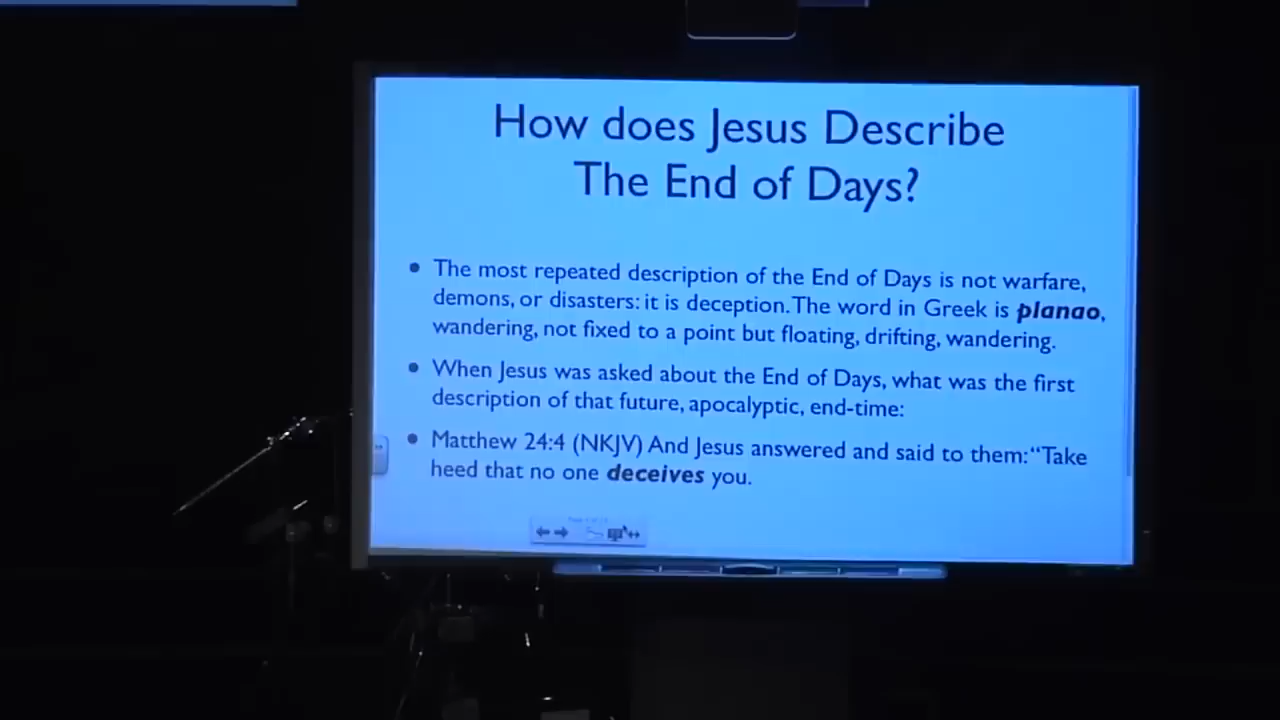 How does Jesus Describe
The End of Days?
• The most repeated description of the End of Days is not warfare,
demons, or disasters: it is deception. The word in Greek is planao,
wandering, not fixed to a point but floating, drifting, wandering.
• When Jesus was asked about the End of Days, what was the first
description of that future, apocalyptic, end-time:
• Matthew 24:4 (NKJV) And Jesus answered and said to them: “Take
heed that no one deceives you.